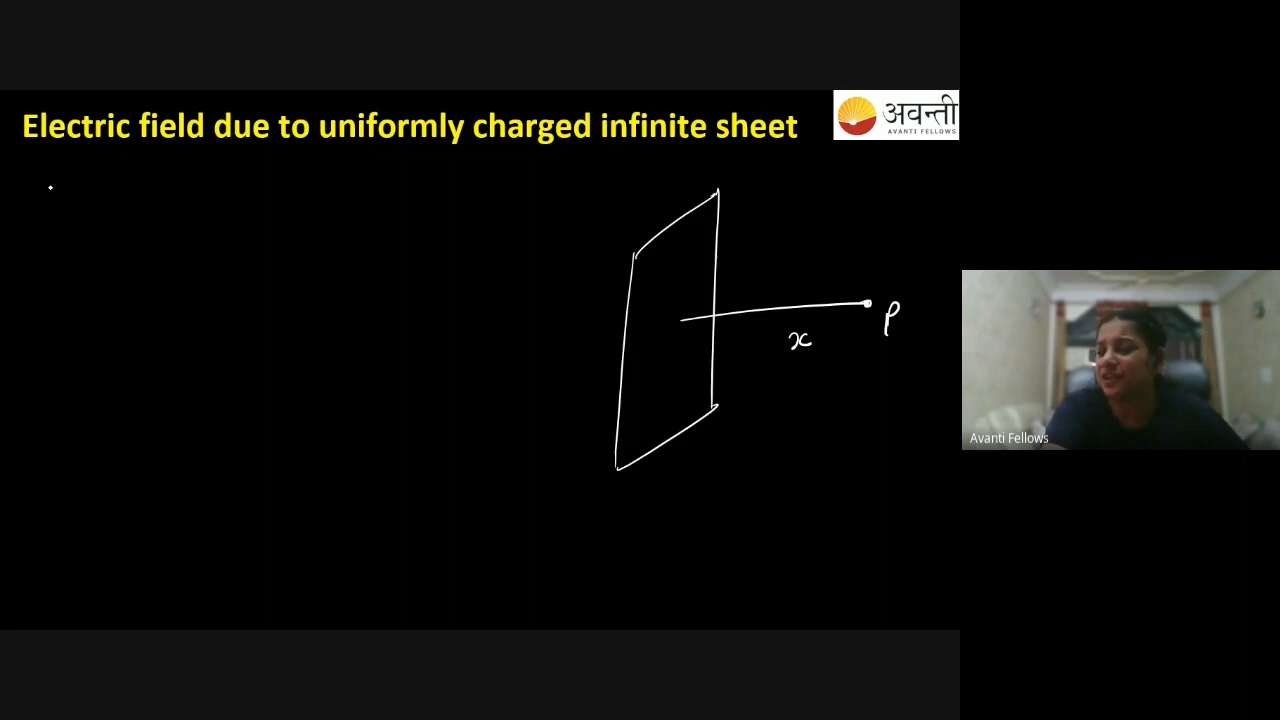 Electric field due to uniformly charged infinite sheet
अवन्ती
AVANTI FELLOWS
P
x
Avanti Fellows